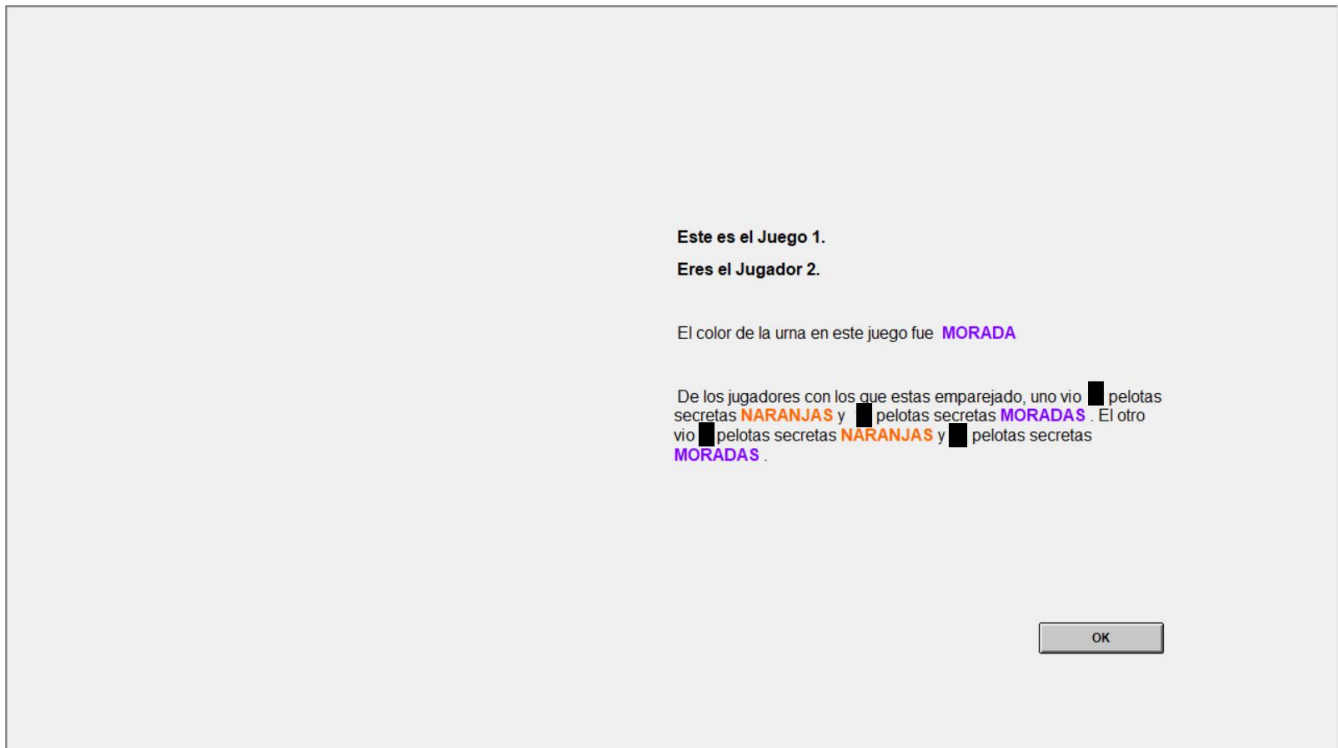 Este es el Juego 1.
Eres el Jugador 2.
El color de la urna en este juego fue MORADA
De los jugadores con los que estas emparejado, uno vio pelotas
secretas NARANJAS y pelotas secretas MORADAS . El otro
vio pelotas secretas NARANJAS y pelotas secretas
MORADAS .
OK